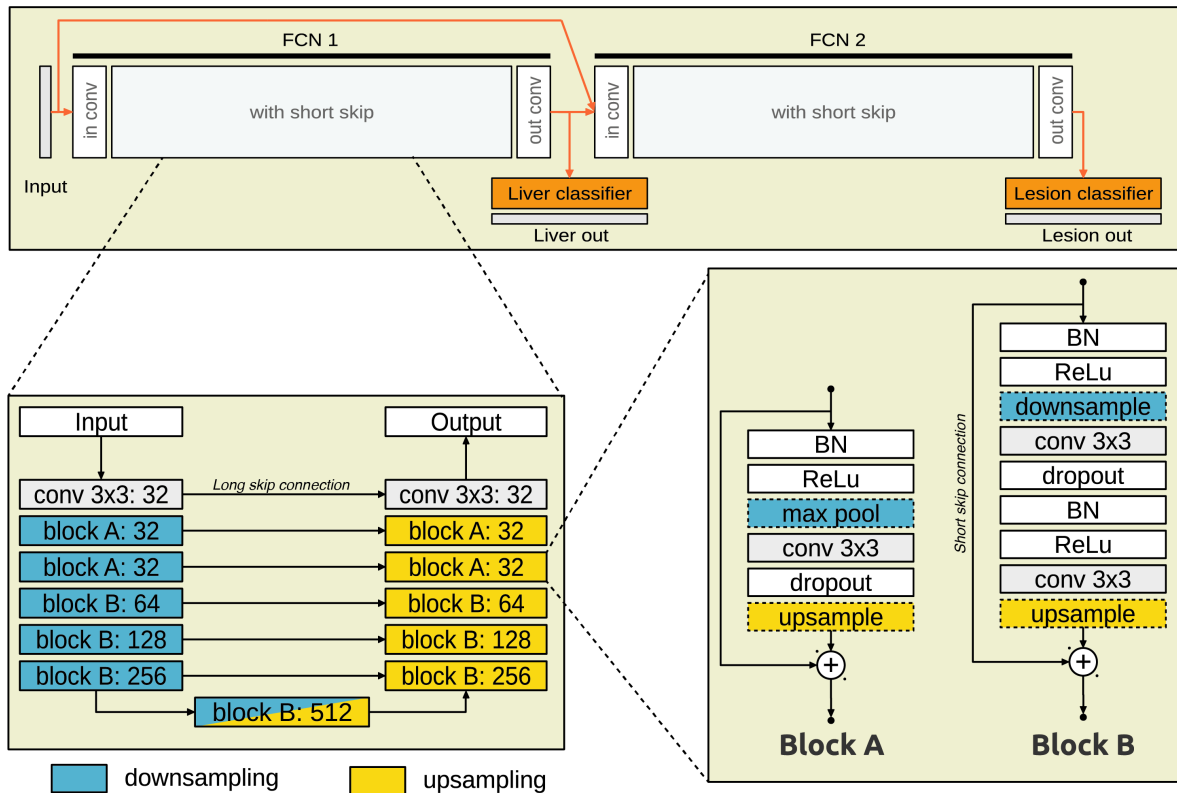 FCN 1
FCN 2
in conv
with short skip
out conv
in conv
with short skip
out conv
Input
Liver classifier
Liver out
Lesion classifier
Lesion out
Input
Output
conv 3x3: 32
Long skip connection
conv 3x3: 32
block A: 32
block A: 32
block A: 32
block A: 32
block B: 64
block B: 64
block B: 128
block B: 128
block B: 256
block B: 256
block B: 512
downsampling
upsampling
BN
ReLu
max pool
conv 3x3
dropout
upsample
+
Block A
Short skip connection
BN
ReLu
downsample
conv 3x3
dropout
BN
ReLu
conv 3x3
upsample
+
Block B